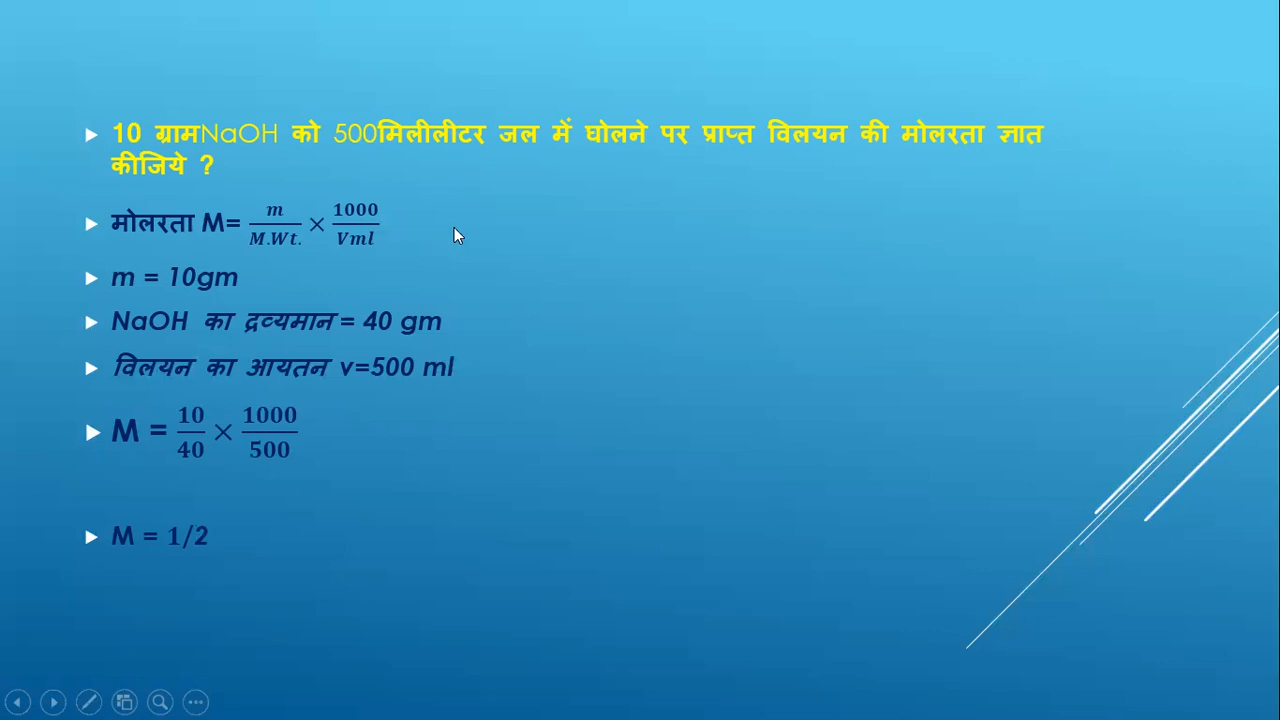 10 ग्रामNaOH को 500मिलीलीटर जल में घोलने पर प्राप्त विलयन की मोलरता ज्ञात
कीजिये ?
मोलरता M= m/M.Wt. × 1000/Vml
m = 10gm
NaOH का द्रव्यमान = 40 gm
विलयन का आयतन v=500 ml
M = 10/40 × 1000/500
M = 1/2